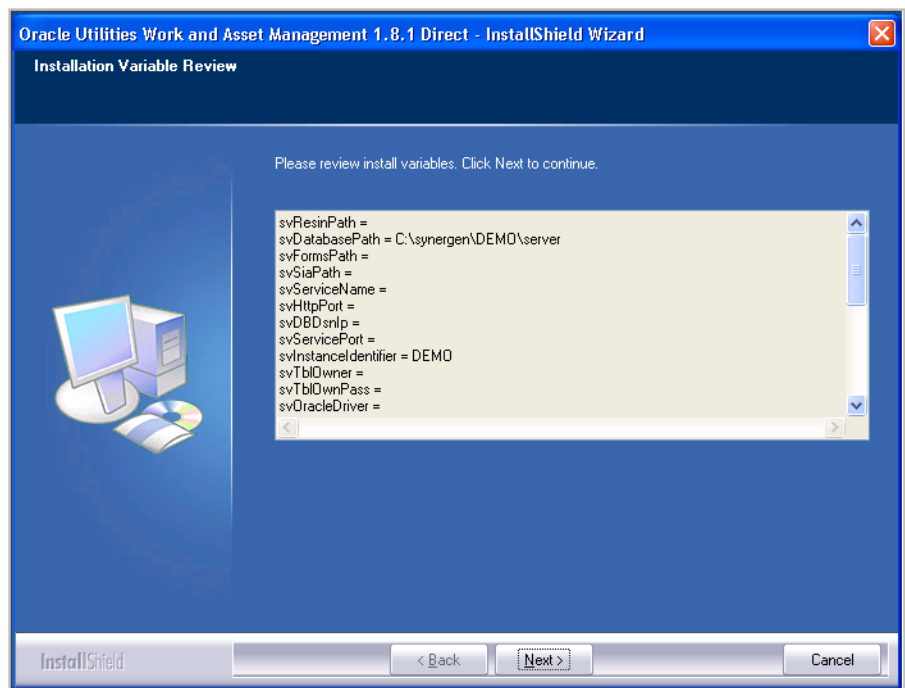 Oracle Utilities Work and Asset Management 1.8.1 Direct - InstallShield Wizard
Installation Variable Review
Please review install variables. Click Next to continue.
svResinPath =
svDatabasePath = C:\synergen\DEMO\server
svFormsPath =
svSiaPath =
svServiceName =
svHttpPort =
svDBDsnIp =
svServicePort =
svInstanceIdentifier = DEMO
svTblOwner =
svTblOwnPass =
svOracleDriver =
InstallShield
< Back
Next >
Cancel